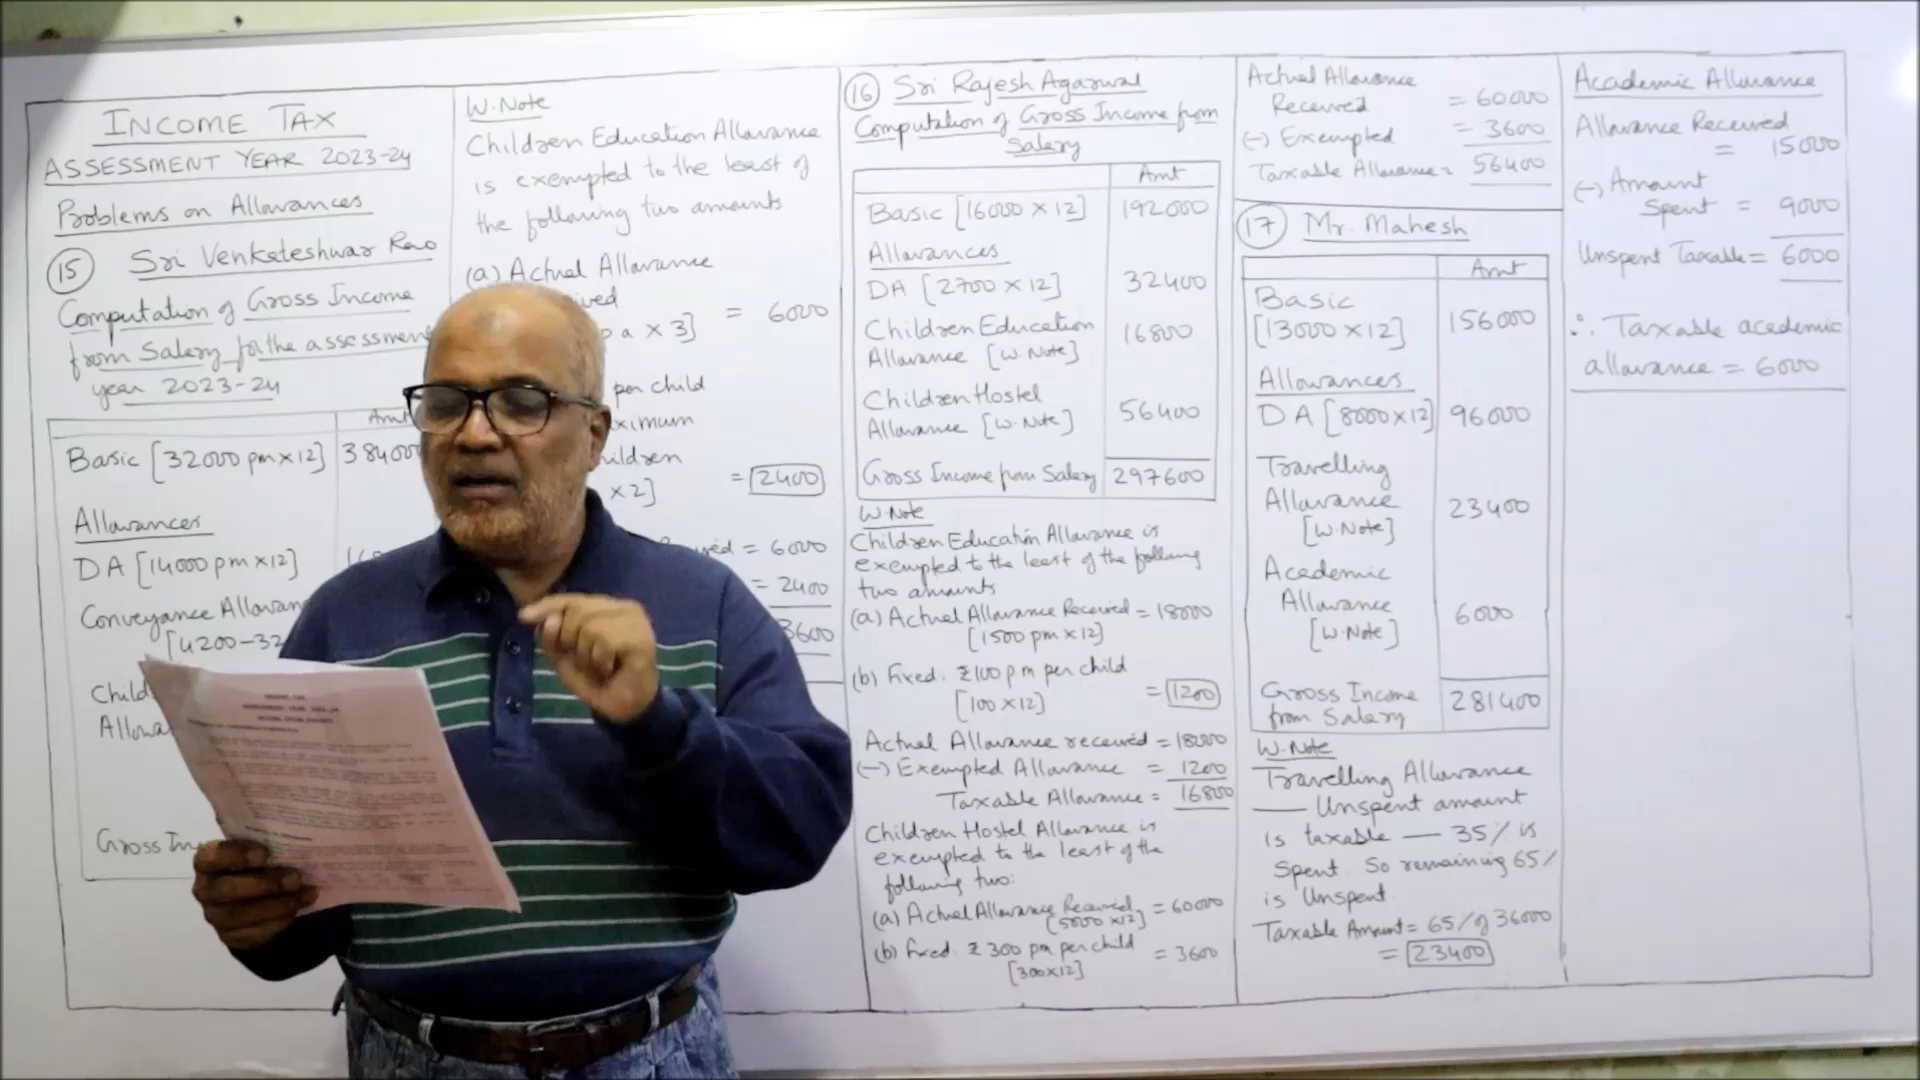 INCOME TAX
ASSESSMENT YEAR 2023-24
Problems on Allowances
15 Sri Venkateshwar Rao
Computation of Gross Income
from Salary for the assessment
year 2023-24
Amt
Basic [32000 pm x 12] 384000
Allowances
DA [14000 pm x 12]
Conveyance
[4200-32
W.Note
Children Education Allowance
is exempted to the least of
the following two amounts
(a) Actual Allowance
x 3] = 6000
per child
x 2] = 2400
= 6000
= 2400
3600
16 Sri Rajesh Agarwal
Computation of Gross Income from
Salary
Amt
Basic [16000 x 12] 192000
Allowances
DA [2700 x 12] 32400
Children Education 16800
Allowance [W.Note]
Children Hostel
Allowance [W.Note] 56400
Gross Income from Salary 297600
W.Note
Children Education Allowance is
exempted to the least of the following
two amounts
(a) Actual Allowance Received = 18000
[1500 pm x 12]
(b) Fixed. ₹100 pm per child
[100 x 12] = 1200
Actual Allowance received = 18000
(-) Exempted Allowance = 1200
Taxable Allowance = 16800
Children Hostel Allowance is
exempted to the least of the
following two:
(a) Actual Allowance Received = 60000
[5000 x 12]
(b) Fixed. ₹300 pm per child = 3600
[300x12]
Actual Allowance
Received = 60000
(-) Exempted = 3600
Taxable Allowance = 56400
17 Mr. Mahesh
Amt
Basic
[13000 x 12] 156000
Allowances
DA [8000 x 12] 96000
Travelling
Allowance 23400
[W.Note]
Academic
Allowance 6000
[W.Note]
Gross Income
from Salary 281400
W.Note
Travelling Allowance
— Unspent amount
is taxable — 35% is
Spent. So remaining 65%
is Unspent
Taxable Amount = 65% of 36000
= 23400
Academic Allowance
Allowance Received
= 15000
(-) Amount
Spent = 9000
Unspent Taxable = 6000
∴ Taxable academic
allowance = 6000